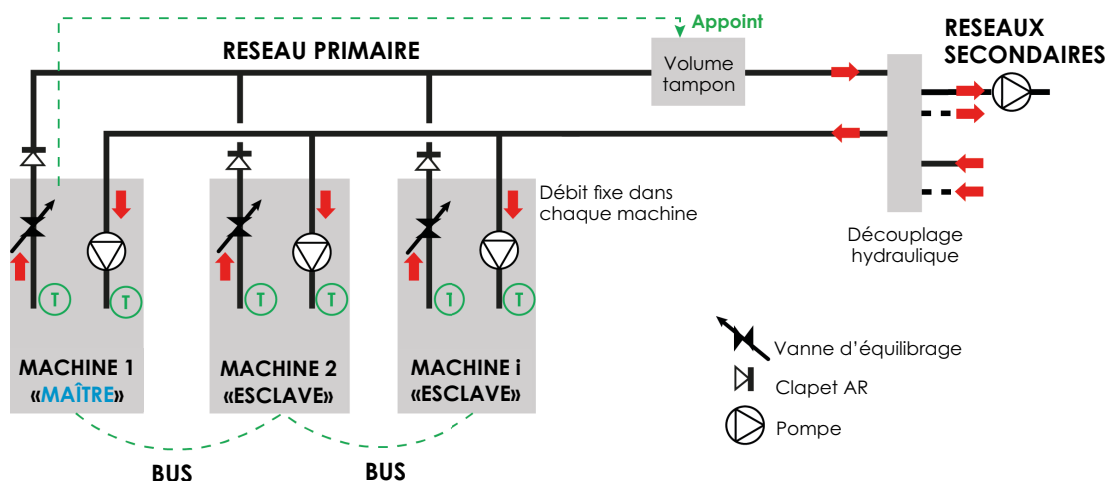 Appoint
RESEAU PRIMAIRE
RESEAUX
SECONDAIRES
Volume
tampon
Débit fixe dans
chaque machine
Découplage
hydraulique
T
T
T
T
T
T
MACHINE 1
«MAÎTRE»
MACHINE 2
«ESCLAVE»
MACHINE i
«ESCLAVE»
Vanne d’équilibrage
Clapet AR
Pompe
BUS
BUS